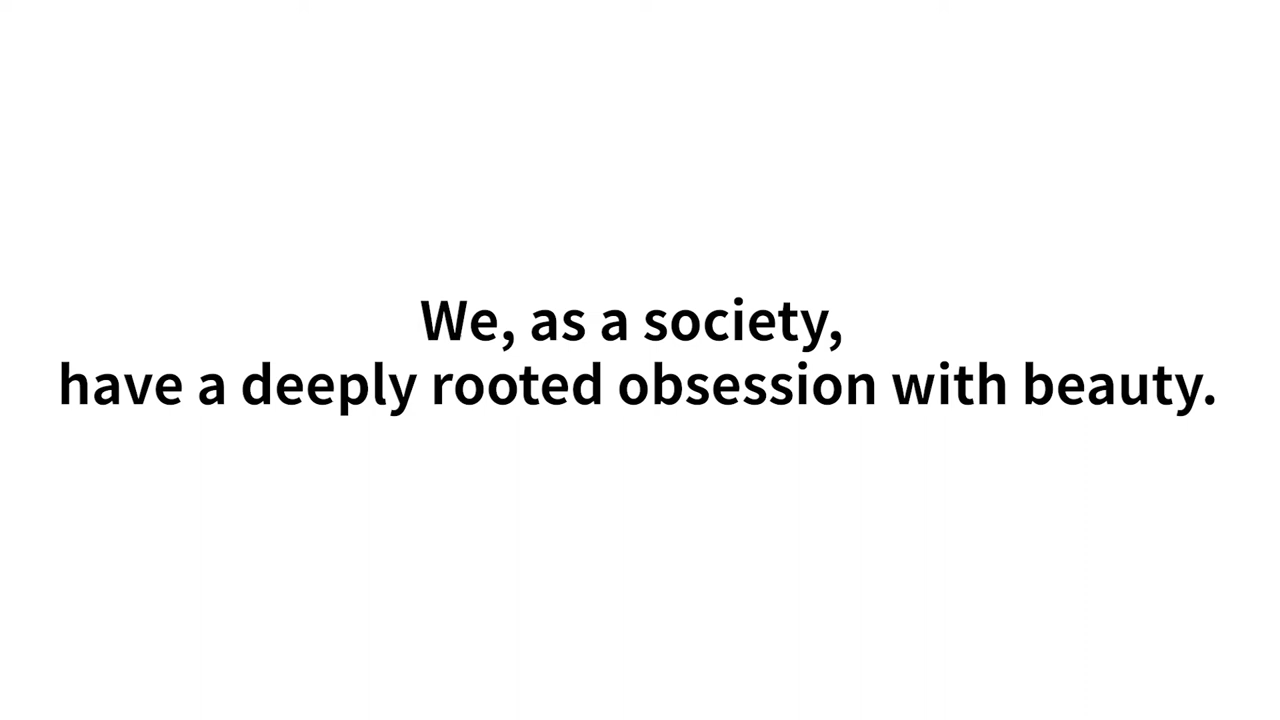 We, as a society,
have a deeply rooted obsession with beauty.